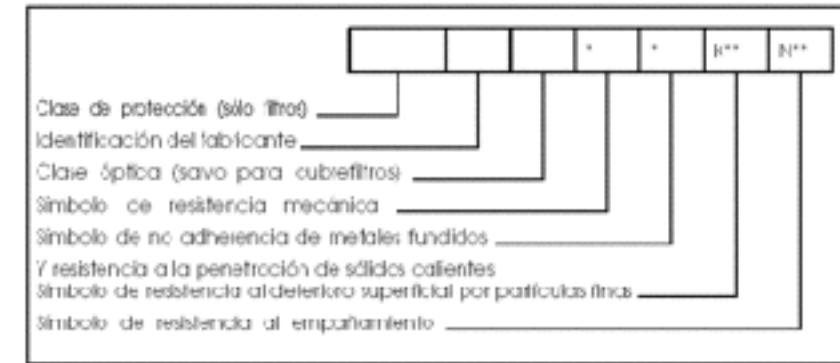 * * K** N**
Clase de protección (sólo filtros)
Identificación del fabricante
Clase óptica (savo para cubrefiltros)
Símbolo ce resistencia mecánica
Símbolo de no adherencia de metales fundidos
Y resistencia a la penetración de sólidos calientes
Símbolo de resistencia al deterioro superficial por partículas finas
Símbolo de resistencia al empañamiento